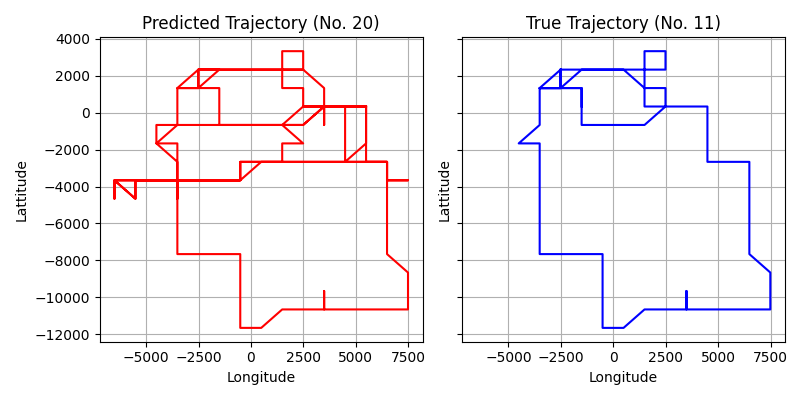 Predicted Trajectory (No. 20)
True Trajectory (No. 11)
4000
2000
0
−2000
−4000
−6000
−8000
−10000
−12000
Lattitude
Lattitude
−5000 −2500 0 2500 5000 7500
−5000 −2500 0 2500 5000 7500
Longitude
Longitude